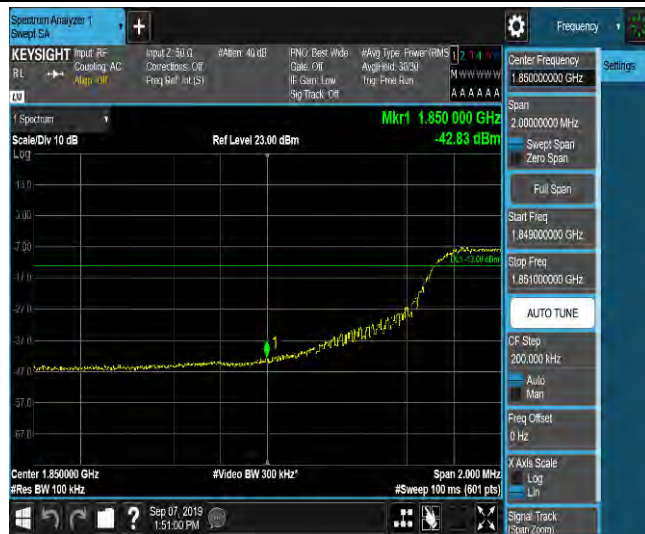 Spectrum Analyzer 1
Swept SA
+
Frequency
KEYSIGHT
RL
Input: RF
Coupling: AC
Align: Off
Input Z: 50 Ω
Corrections: Off
Freq Ref: Int (S)
#Atten: 40 dB
PNO: Best Wide
Gate: Off
IF Gain: Low
Sig Track: Off
#Avg Type: Power (RMS
Avg|Hold: 30/30
Trig: Free Run
M W W W W W
A A A A A A
1 Spectrum
Scale/Div 10 dB
Ref Level 23.00 dBm
Mkr1 1.850 000 GHz
-42.83 dBm
Log
13.0
3.00
-7.00
DL1 -13.00 dBm
-17.0
-27.0
-37.0
-47.0
-57.0
-67.0
1
Center 1.850000 GHz
#Video BW 300 kHz*
Span 2.000 MHz
#Res BW 100 kHz
#Sweep 100 ms (601 pts)
Sep 07, 2019
1:51:00 PM
Center Frequency
1.850000000 GHz
Settings
Span
2.00000000 MHz
Swept Span
Zero Span
Full Span
Start Freq
1.849000000 GHz
Stop Freq
1.851000000 GHz
AUTO TUNE
CF Step
200.000 kHz
Auto
Man
Freq Offset
0 Hz
X Axis Scale
Log
Lin
Signal Track
(Span Zoom)